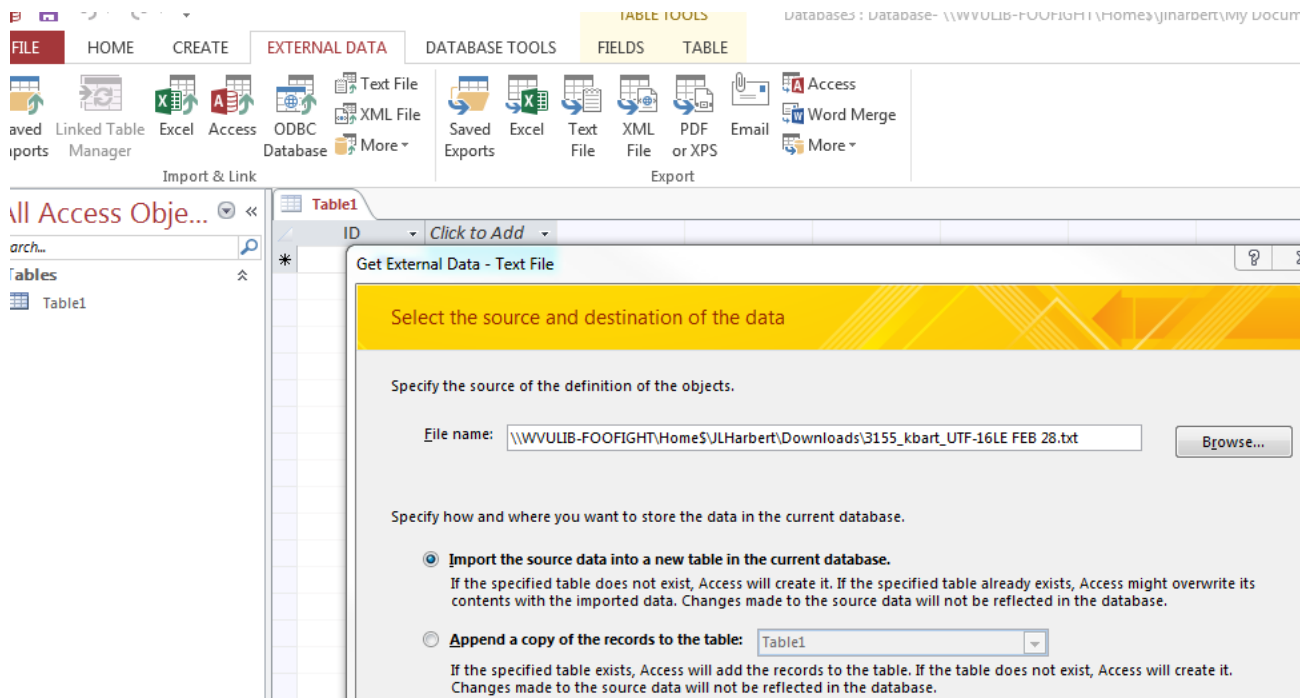 TABLE TOOLS Database3 : Database- \\WVULIB-FOOFIGHT\Home$\jlharbert\My Docum
FILE HOME CREATE EXTERNAL DATA DATABASE TOOLS FIELDS TABLE
aved Linked Table Excel Access ODBC Text File Saved Excel Text XML PDF Email Access
ports Manager Database XML File Exports File File or XPS Word Merge
More More
Import & Link Export
All Access Obje... « Table1
arch...
ID Click to Add
Tables
Table1
Get External Data - Text File ?
Select the source and destination of the data
Specify the source of the definition of the objects.
File name: \\WVULIB-FOOFIGHT\Home$\JLHarbert\Downloads\3155_kbart_UTF-16LE FEB 28.txt Browse...
Specify how and where you want to store the data in the current database.
Import the source data into a new table in the current database.
If the specified table does not exist, Access will create it. If the specified table already exists, Access might overwrite its
contents with the imported data. Changes made to the source data will not be reflected in the database.
Append a copy of the records to the table: Table1
If the specified table exists, Access will add the records to the table. If the table does not exist, Access will create it.
Changes made to the source data will not be reflected in the database.